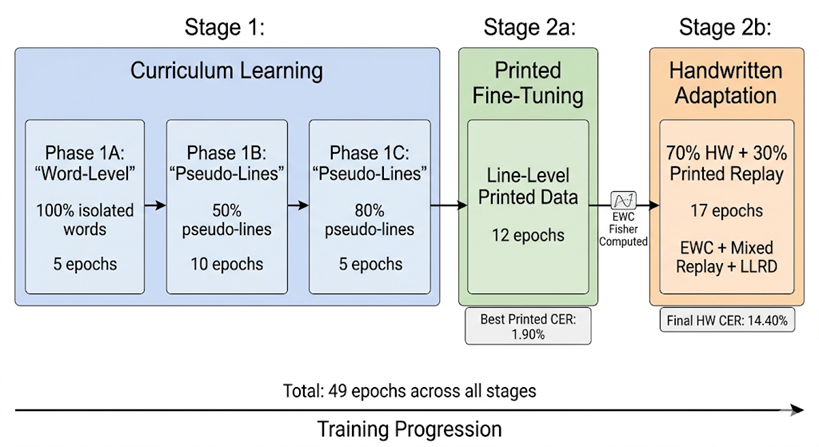 Stage 1:
Curriculum Learning
Phase 1A:
“Word-Level”
100% isolated
words
5 epochs
Phase 1B:
“Pseudo-Lines”
50%
pseudo-lines
10 epochs
Phase 1C:
“Pseudo-Lines”
80%
pseudo-lines
5 epochs
Stage 2a:
Printed
Fine-Tuning
Line-Level
Printed Data
12 epochs
Best Printed CER:
1.90%
EWC
Fisher
Computed
Stage 2b:
Handwritten
Adaptation
70% HW + 30%
Printed Replay
17 epochs
EWC + Mixed
Replay + LLRD
Final HW CER: 14.40%
Total: 49 epochs across all stages
Training Progression